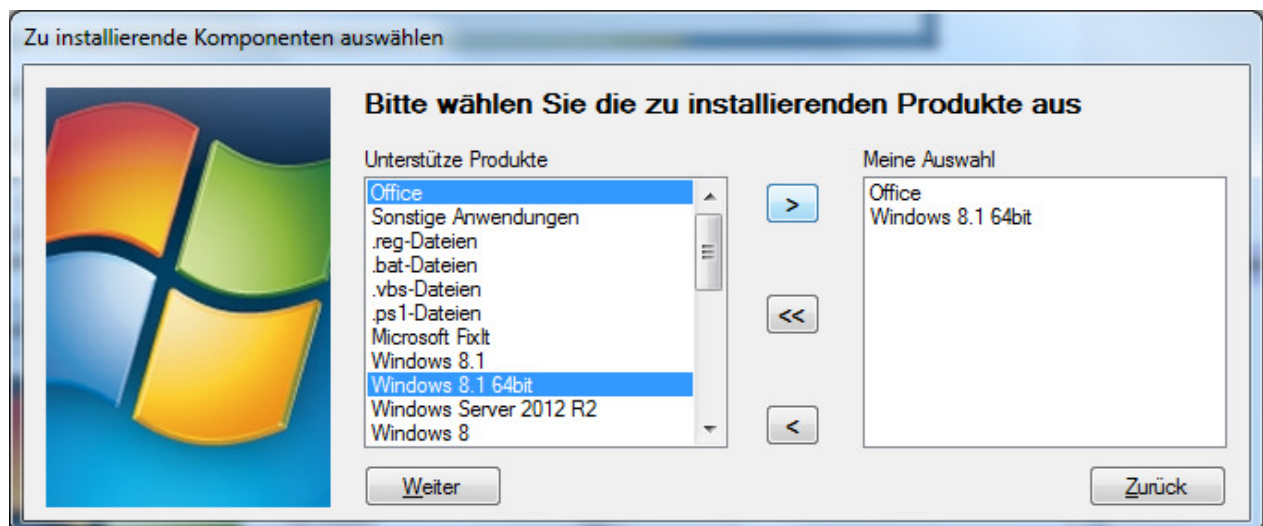 Zu installierende Komponenten auswählen
Bitte wählen Sie die zu installierenden Produkte aus
Unterstütze Produkte
Office
Sonstige Anwendungen
.reg-Dateien
.bat-Dateien
.vbs-Dateien
.ps1-Dateien
Microsoft FixIt
Windows 8.1
Windows 8.1 64bit
Windows Server 2012 R2
Windows 8
>
<<
<
Meine Auswahl
Office
Windows 8.1 64bit
Weiter
Zurück